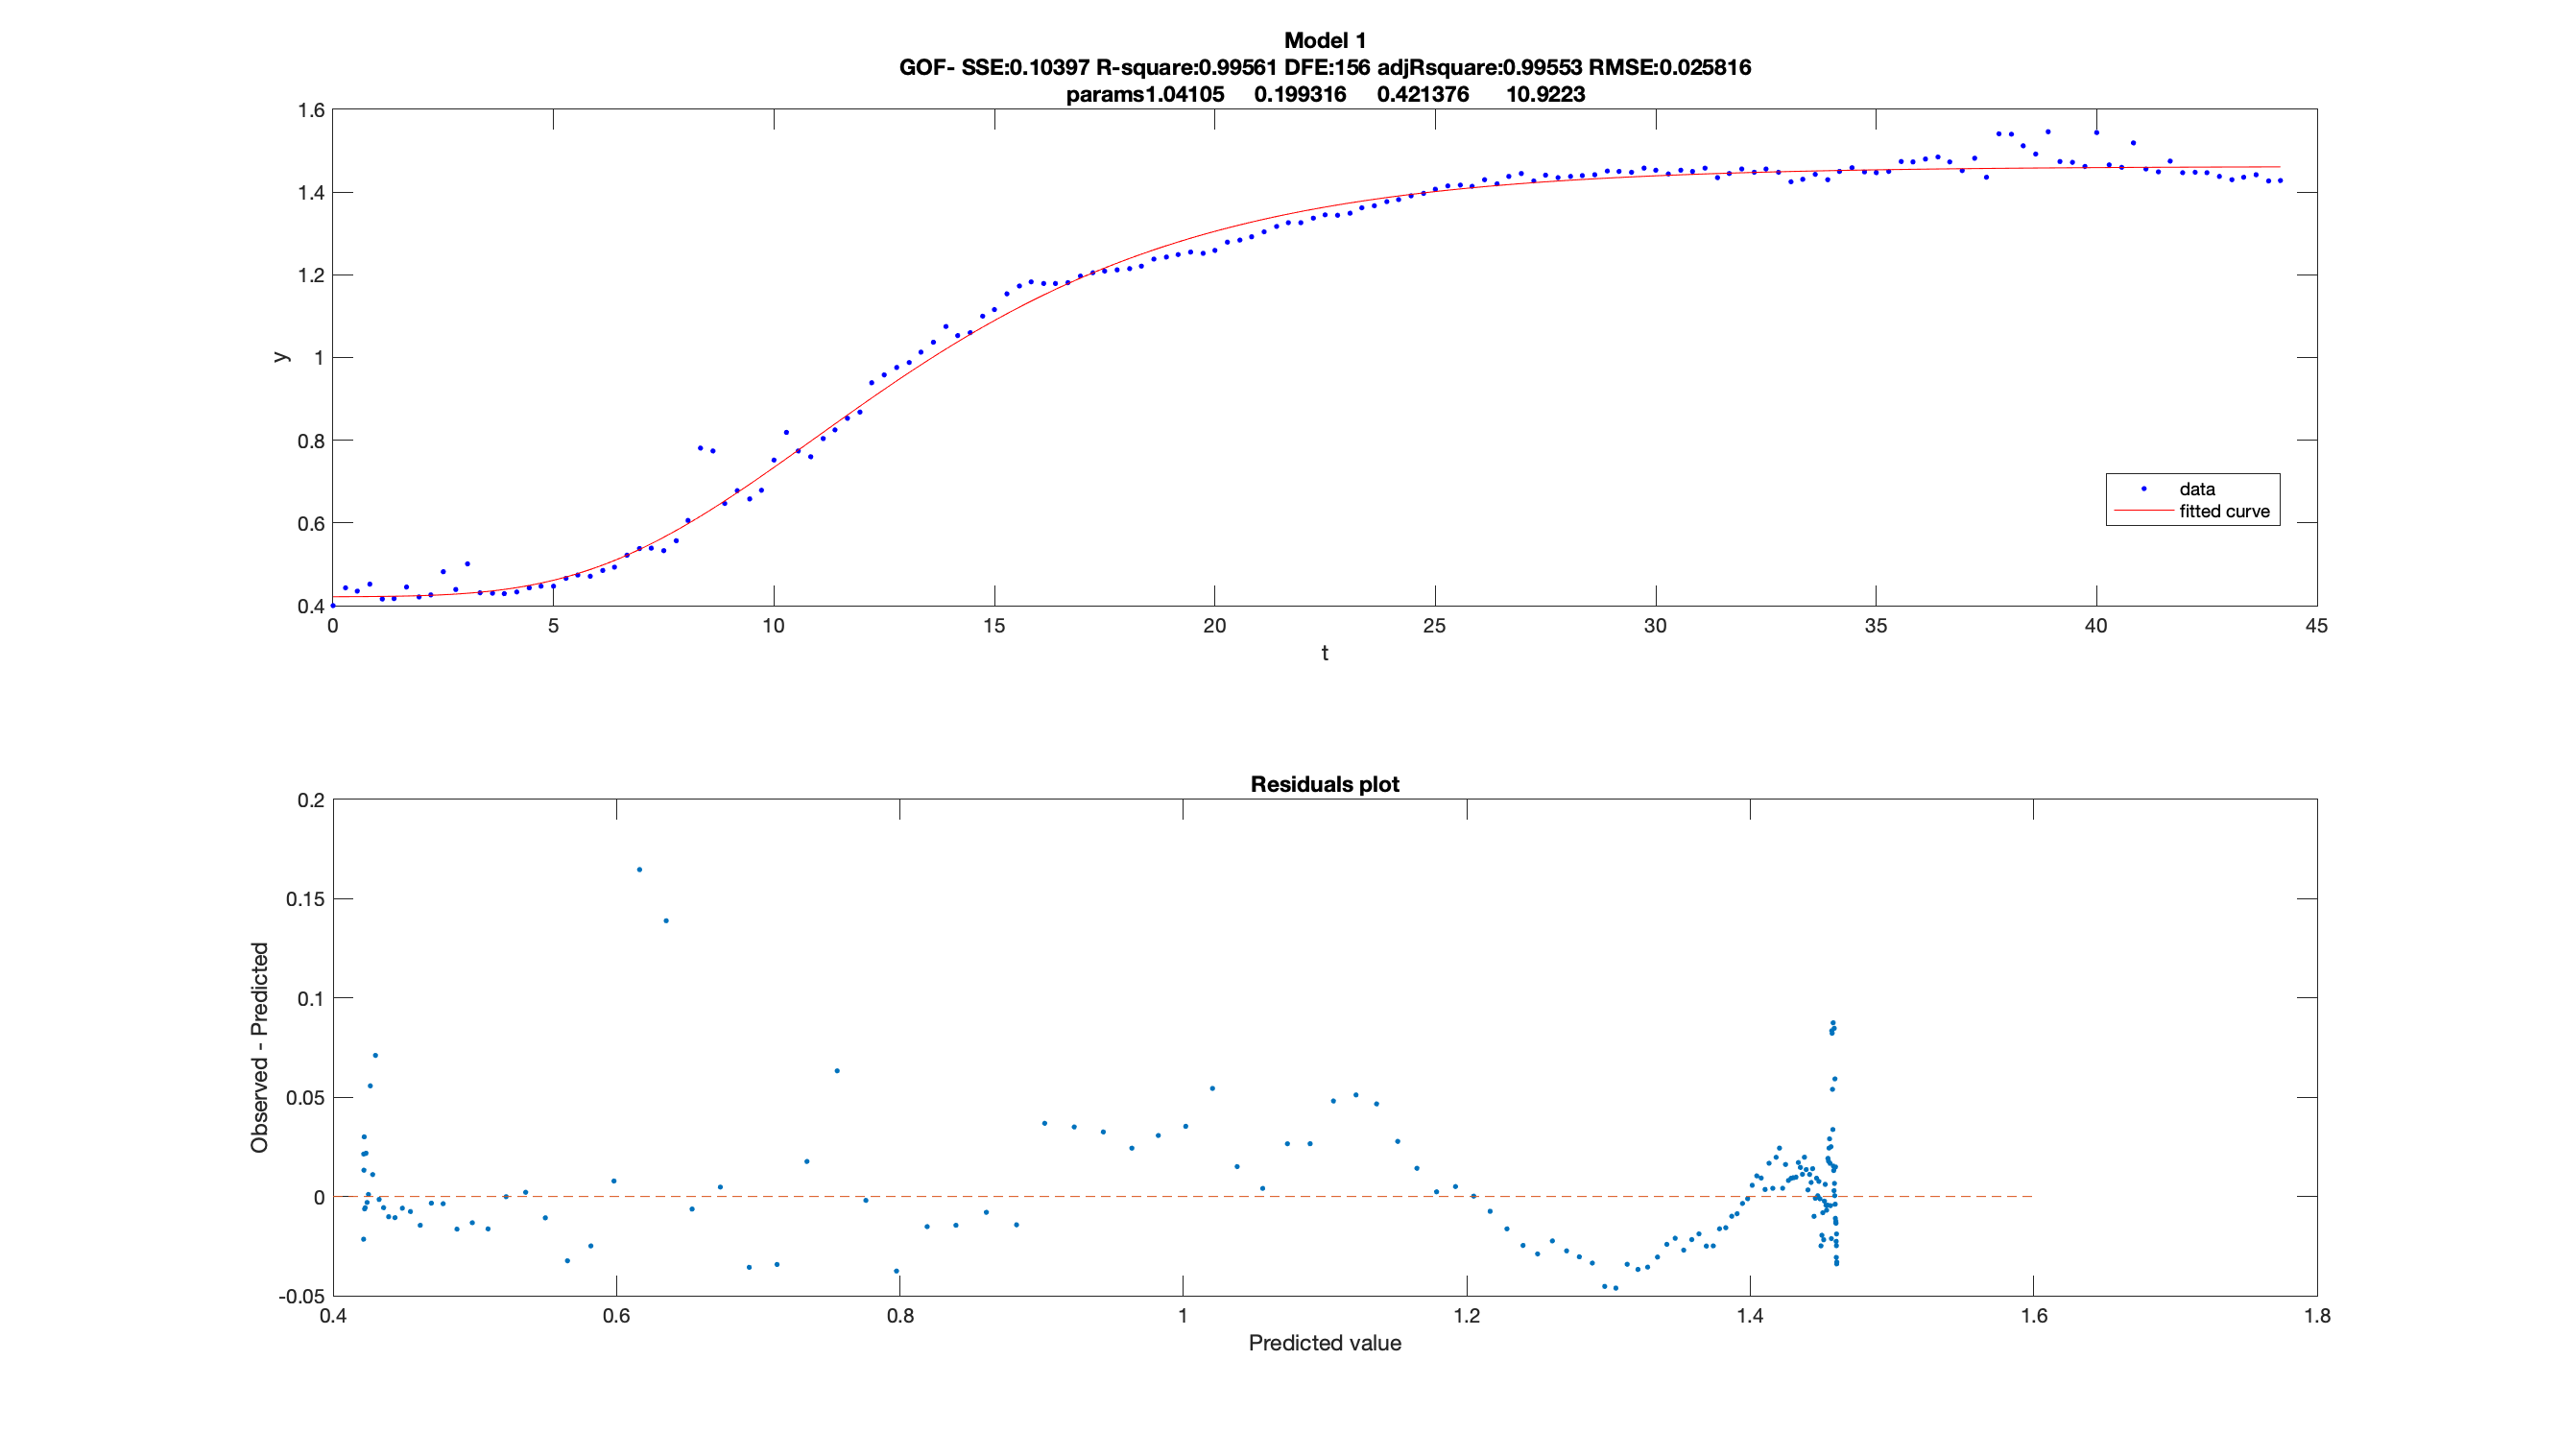 Model 1
GOF- SSE:0.10397 R-square:0.99561 DFE:156 adjRsquare:0.99553 RMSE:0.025816
params1.04105 0.199316 0.421376 10.9223
1.6
1.4
1.2
1
0.8
0.6
0.4
y
0 5 10 15 20 25 30 35 40 45
t
data
fitted curve
Residuals plot
0.2
0.15
0.1
0.05
0
-0.05
Observed - Predicted
0.4 0.6 0.8 1 1.2 1.4 1.6 1.8
Predicted value